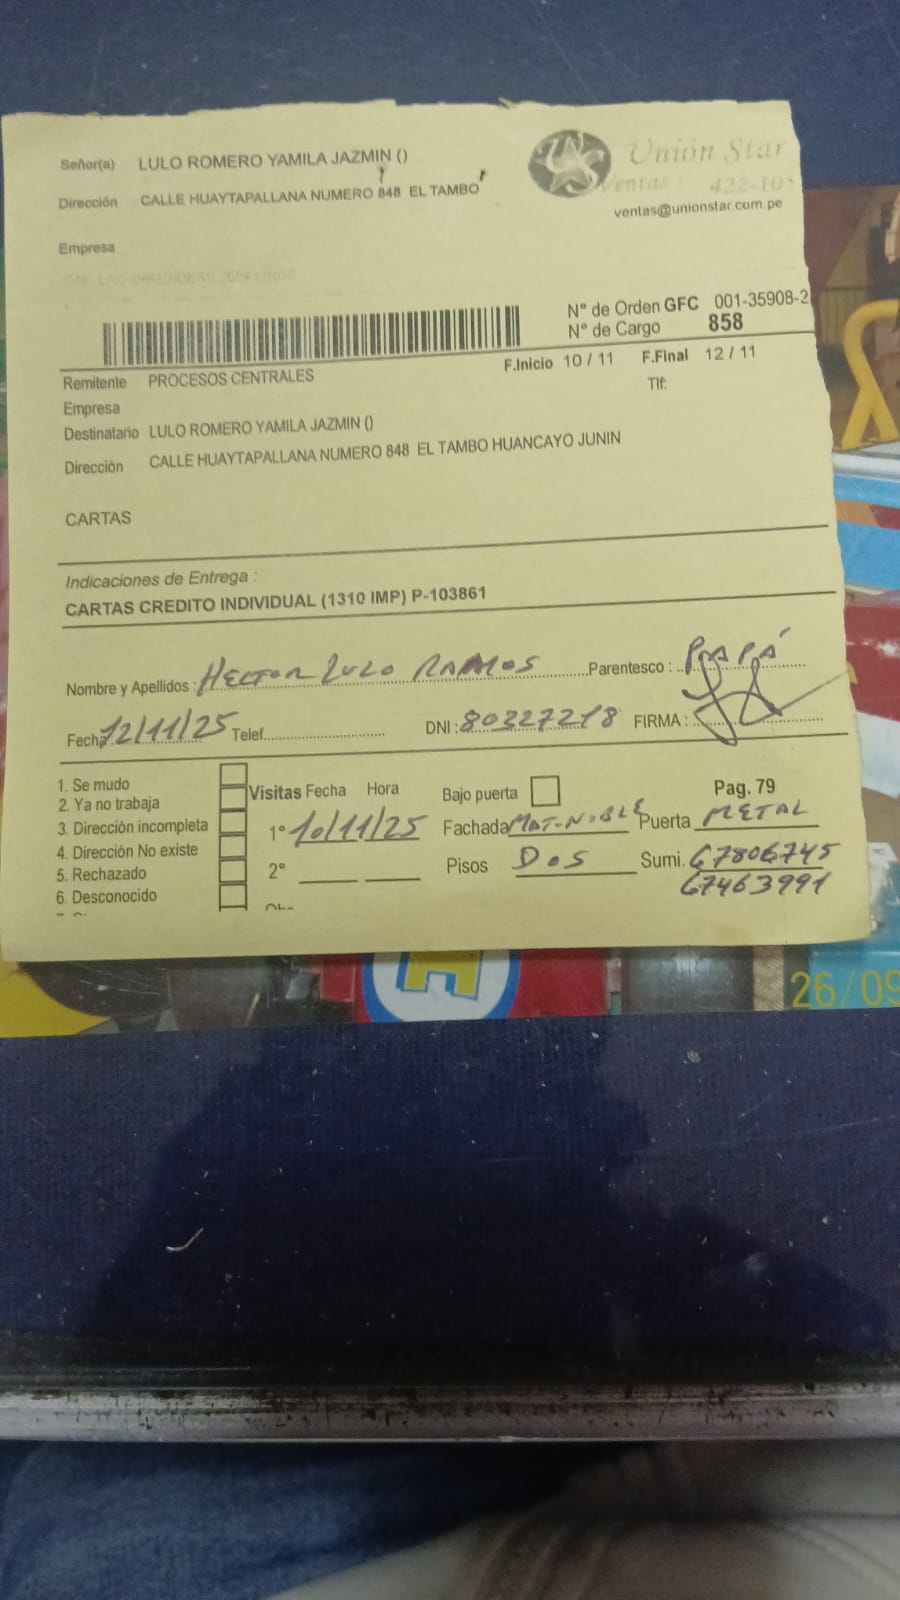 Señor(a) LULO ROMERO YAMILA JAZMIN ()
Unión Star
Ventas : 422-10
Dirección CALLE HUAYTAPALLANA NUMERO 848 EL TAMBO
ventas@unionstar.com.pe
Empresa
N° de Orden GFC 001-35908-2
N° de Cargo 858
F.Inicio 10 / 11 F.Final 12 / 11
Remitente PROCESOS CENTRALES
Tlf:
Empresa
Destinatario LULO ROMERO YAMILA JAZMIN ()
Dirección CALLE HUAYTAPALLANA NUMERO 848 EL TAMBO HUANCAYO JUNIN
CARTAS
Indicaciones de Entrega :
CARTAS CREDITO INDIVIDUAL (1310 IMP) P-103861
Nombre y Apellidos : HECTOR LULO RAMOS Parentesco : PAPÁ
Fecha 12/11/25 Telef. DNI : 80327218 FIRMA :
1. Se mudo
2. Ya no trabaja
3. Dirección incompleta
4. Dirección No existe
5. Rechazado
6. Desconocido
Visitas Fecha Hora Bajo puerta Pag. 79
1° 10/11/25 Fachada MAT-NOBLE Puerta METAL
2° Pisos DOS Sumi. 67806745
67463991
26/09